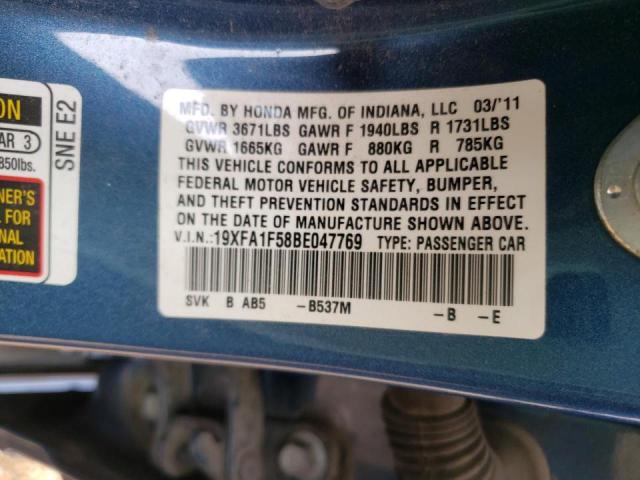 ON
AR 3
850lbs.
NER'S
L FOR
NAL
ATION
SNE E2
MFD. BY HONDA MFG. OF INDIANA, LLC 03/'11
GVWR 3671LBS GAWR F 1940LBS R 1731LBS
GVWR 1665KG GAWR F 880KG R 785KG
THIS VEHICLE CONFORMS TO ALL APPLICABLE
FEDERAL MOTOR VEHICLE SAFETY, BUMPER,
AND THEFT PREVENTION STANDARDS IN EFFECT
ON THE DATE OF MANUFACTURE SHOWN ABOVE.
V.I.N.:19XFA1F58BE047769 TYPE: PASSENGER CAR
SVK B AB5 -B537M -B -E